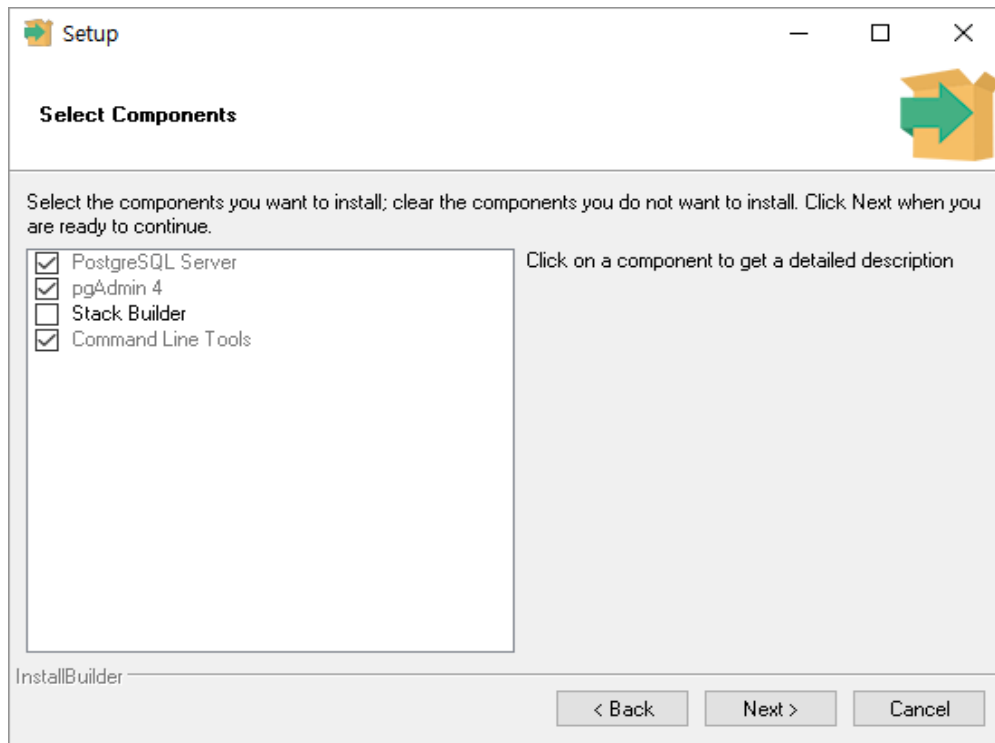 Setup
Select Components
Select the components you want to install; clear the components you do not want to install. Click Next when you
are ready to continue.
PostgreSQL Server
pgAdmin 4
Stack Builder
Command Line Tools
Click on a component to get a detailed description
InstallBuilder
< Back
Next >
Cancel